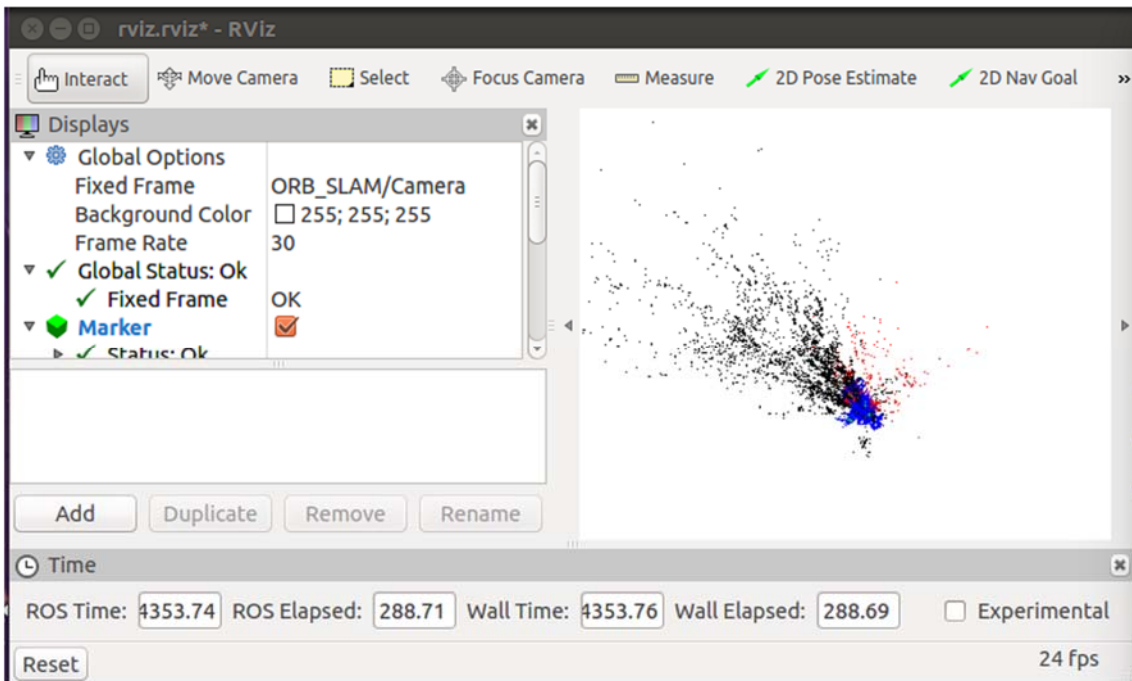 rviz.rviz* - RViz
Interact Move Camera Select Focus Camera Measure 2D Pose Estimate 2D Nav Goal »
Displays
Global Options
Fixed Frame ORB_SLAM/Camera
Background Color 255; 255; 255
Frame Rate 30
Global Status: Ok
Fixed Frame OK
Marker
Status: Ok
Add Duplicate Remove Rename
Time
ROS Time: 4353.74 ROS Elapsed: 288.71 Wall Time: 4353.76 Wall Elapsed: 288.69 Experimental
Reset 24 fps